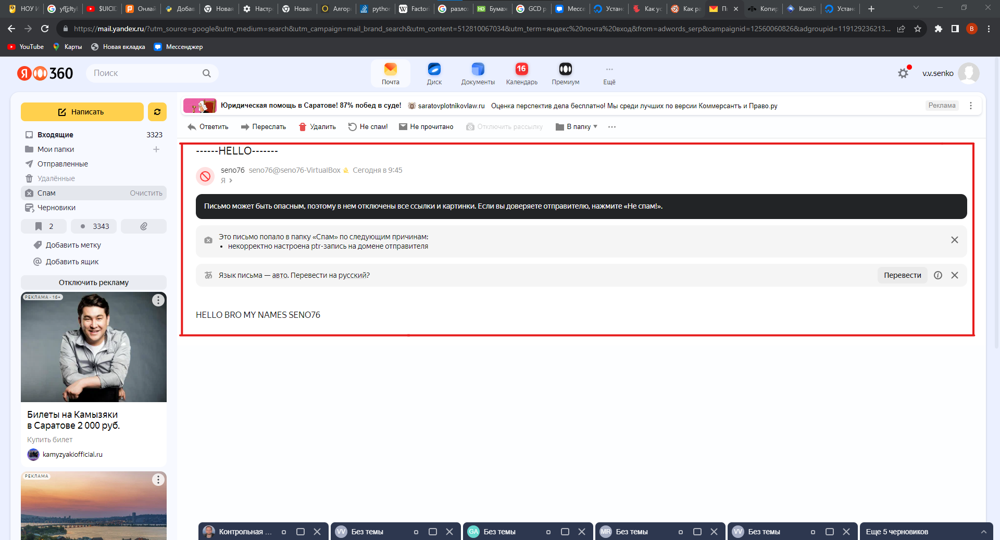 НОУ И
yf[j;ltyb
$UICID
Онлай
Добав
Новая
Настро
Новая
Алгор
python
Factor
разло
Бумаж
GCD p
Мессе
Устан
Как ус
Как ра
Пи
Копир
Какой
Устан
https://mail.yandex.ru/?utm_source=google&utm_medium=search&utm_campaign=mail_brand_search&utm_content=512810067034&utm_term=яндекс%20почта%20вход&from=adwords_serp&campaignid=12560060826&adgroupid=119129236213...
B
YouTube
Карты
Новая вкладка
Мессенджер
Я 360
Поиск
Почта
Диск
Документы
16
Календарь
Премиум
Ещё
v.v.senko
Написать
Юридическая помощь в Саратове! 87% побед в суде! saratovplotnikovlaw.ru Оценка перспектив дела бесплатно! Мы среди лучших по версии Коммерсантъ и Право.ру
Реклама
Ответить
Переслать
Удалить
Не спам!
Не прочитано
Отключить рассылку
В папку
Входящие 3323
Мои папки
Отправленные
Удалённые
Спам Очистить
Черновики
2
3343
Добавить метку
Добавить ящик
Отключить рекламу
РЕКЛАМА • 16+
Билеты на Камызяки
в Саратове 2 000 руб.
Купить билет
kamyzyakiofficial.ru
РЕКЛАМА
------HELLO-------
seno76 seno76@seno76-VirtualBox Сегодня в 9:45
Я
Письмо может быть опасным, поэтому в нем отключены все ссылки и картинки. Если вы доверяете отправителю, нажмите «Не спам!».
Это письмо попало в папку «Спам» по следующим причинам:
• некорректно настроена ptr-запись на домене отправителя
Язык письма — авто. Перевести на русский?
Перевести
HELLO BRO MY NAMES SENO76
Контрольная ...
VV Без темы
GA Без темы
MR Без темы
VV Без темы
Еще 5 черновиков